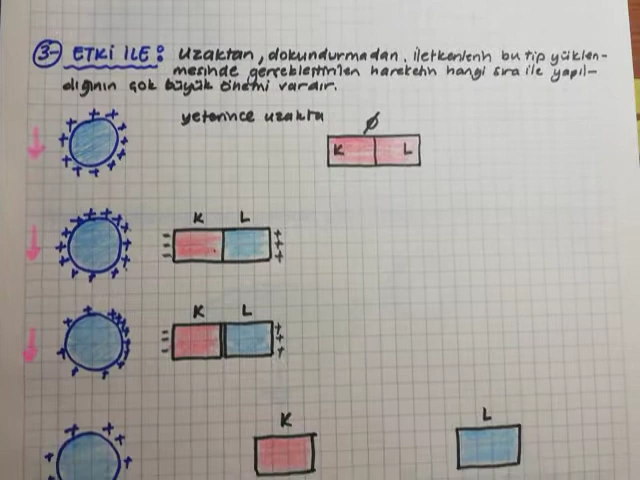 3- ETKİ İLE: Uzaktan, dokundurmadan, iletkenlerin bu tip yüklen-
mesinde gerçekleştirilen hareketin hangi sıra ile yapıl-
dığının çok büyük önemi vardır.
yeterince uzakta
Ø
K L
K L
K L
K L